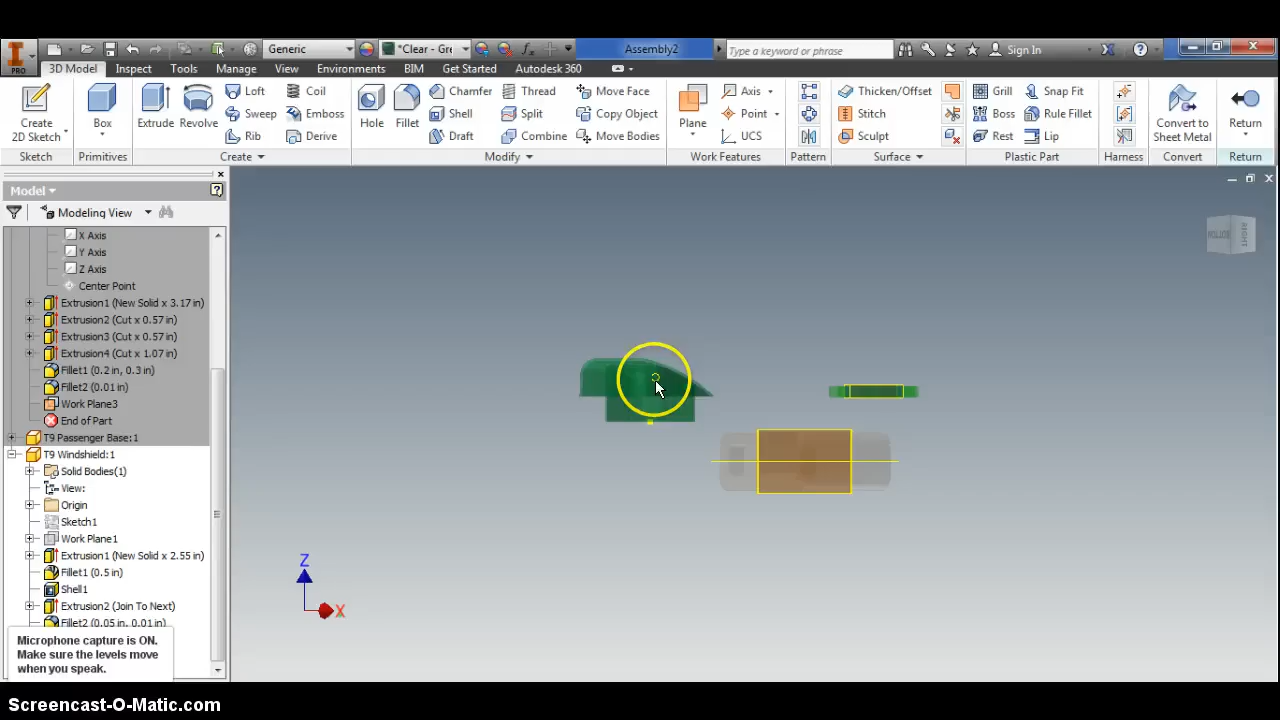 Generic
*Clear - Gre
Assembly2
Type a keyword or phrase
Sign In
PRO
3D Model
Inspect
Tools
Manage
View
Environments
BIM
Get Started
Autodesk 360
Create
2D Sketch
Box
Extrude
Revolve
Loft
Coil
Sweep
Emboss
Rib
Derive
Hole
Fillet
Chamfer
Thread
Move Face
Shell
Split
Copy Object
Draft
Combine
Move Bodies
Plane
Axis
Point
UCS
Thicken/Offset
Stitch
Sculpt
Grill
Snap Fit
Boss
Rule Fillet
Rest
Lip
Convert to
Sheet Metal
Return
Sketch
Primitives
Create
Modify
Work Features
Pattern
Surface
Plastic Part
Harness
Convert
Return
Model
Modeling View
X Axis
Y Axis
Z Axis
Center Point
Extrusion1 (New Solid x 3.17 in)
Extrusion2 (Cut x 0.57 in)
Extrusion3 (Cut x 0.57 in)
Extrusion4 (Cut x 1.07 in)
Fillet1 (0.2 in, 0.3 in)
Fillet2 (0.01 in)
Work Plane3
End of Part
T9 Passenger Base:1
T9 Windshield:1
Solid Bodies(1)
View:
Origin
Sketch1
Work Plane1
Extrusion1 (New Solid x 2.55 in)
Fillet1 (0.5 in)
Shell1
Extrusion2 (Join To Next)
Fillet2 (0.05 in, 0.01 in)
Microphone capture is ON.
Make sure the levels move
when you speak.
RIGHT
Z
X
Screencast-O-Matic.com